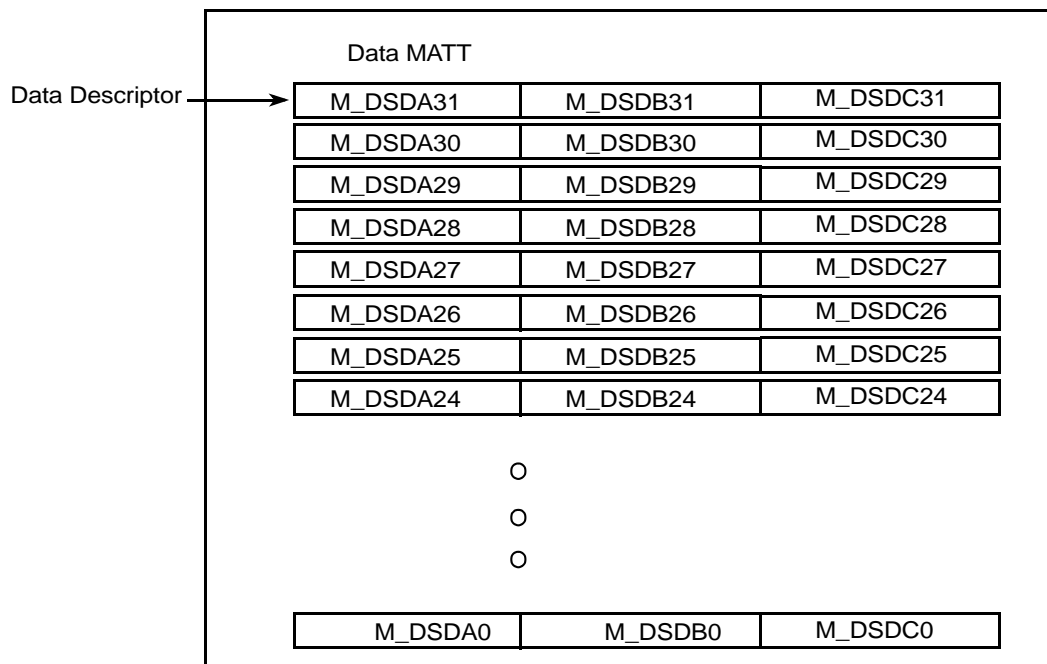 Data MATT
Data Descriptor
M_DSDA31 M_DSDB31 M_DSDC31
M_DSDA30 M_DSDB30 M_DSDC30
M_DSDA29 M_DSDB29 M_DSDC29
M_DSDA28 M_DSDB28 M_DSDC28
M_DSDA27 M_DSDB27 M_DSDC27
M_DSDA26 M_DSDB26 M_DSDC26
M_DSDA25 M_DSDB25 M_DSDC25
M_DSDA24 M_DSDB24 M_DSDC24
O
O
O
M_DSDA0 M_DSDB0 M_DSDC0